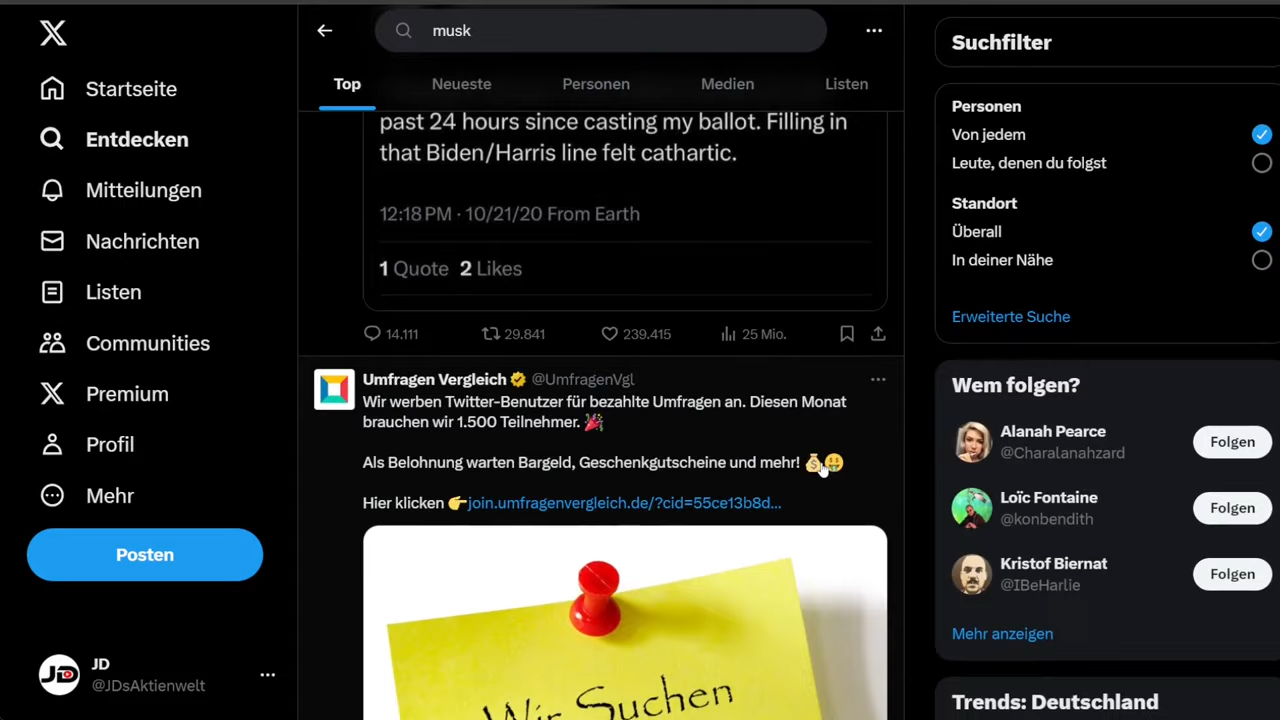 Startseite
Entdecken
Mitteilungen
Nachrichten
Listen
Communities
Premium
Profil
Mehr
Posten
JD
@JDsAktienwelt
musk
Top
Neueste
Personen
Medien
Listen
past 24 hours since casting my ballot. Filling in
that Biden/Harris line felt cathartic.
12:18 PM · 10/21/20 From Earth
1 Quote 2 Likes
14.111 29.841 239.415 25 Mio.
Umfragen Vergleich @UmfragenVgl
Wir werben Twitter-Benutzer für bezahlte Umfragen an. Diesen Monat
brauchen wir 1.500 Teilnehmer. 🎉
Als Belohnung warten Bargeld, Geschenkgutscheine und mehr! 💰🤑
Hier klicken 👉join.umfragenvergleich.de/?cid=55ce13b8d...
Wir Suchen
Suchfilter
Personen
Von jedem
Leute, denen du folgst
Standort
Überall
In deiner Nähe
Erweiterte Suche
Wem folgen?
Alanah Pearce
@Charalanahzard
Folgen
Loïc Fontaine
@konbendith
Folgen
Kristof Biernat
@IBeHarlie
Folgen
Mehr anzeigen
Trends: Deutschland